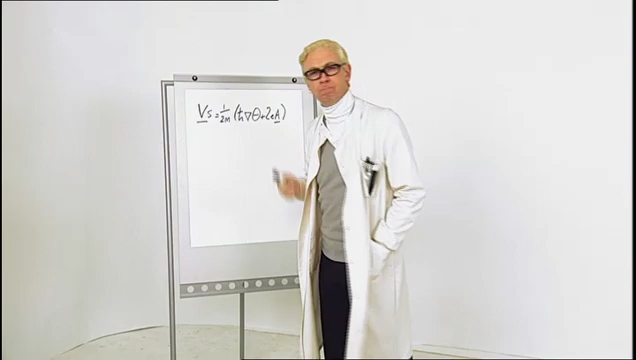 Vs = 1/2m (ħ∇Θ+2eA)